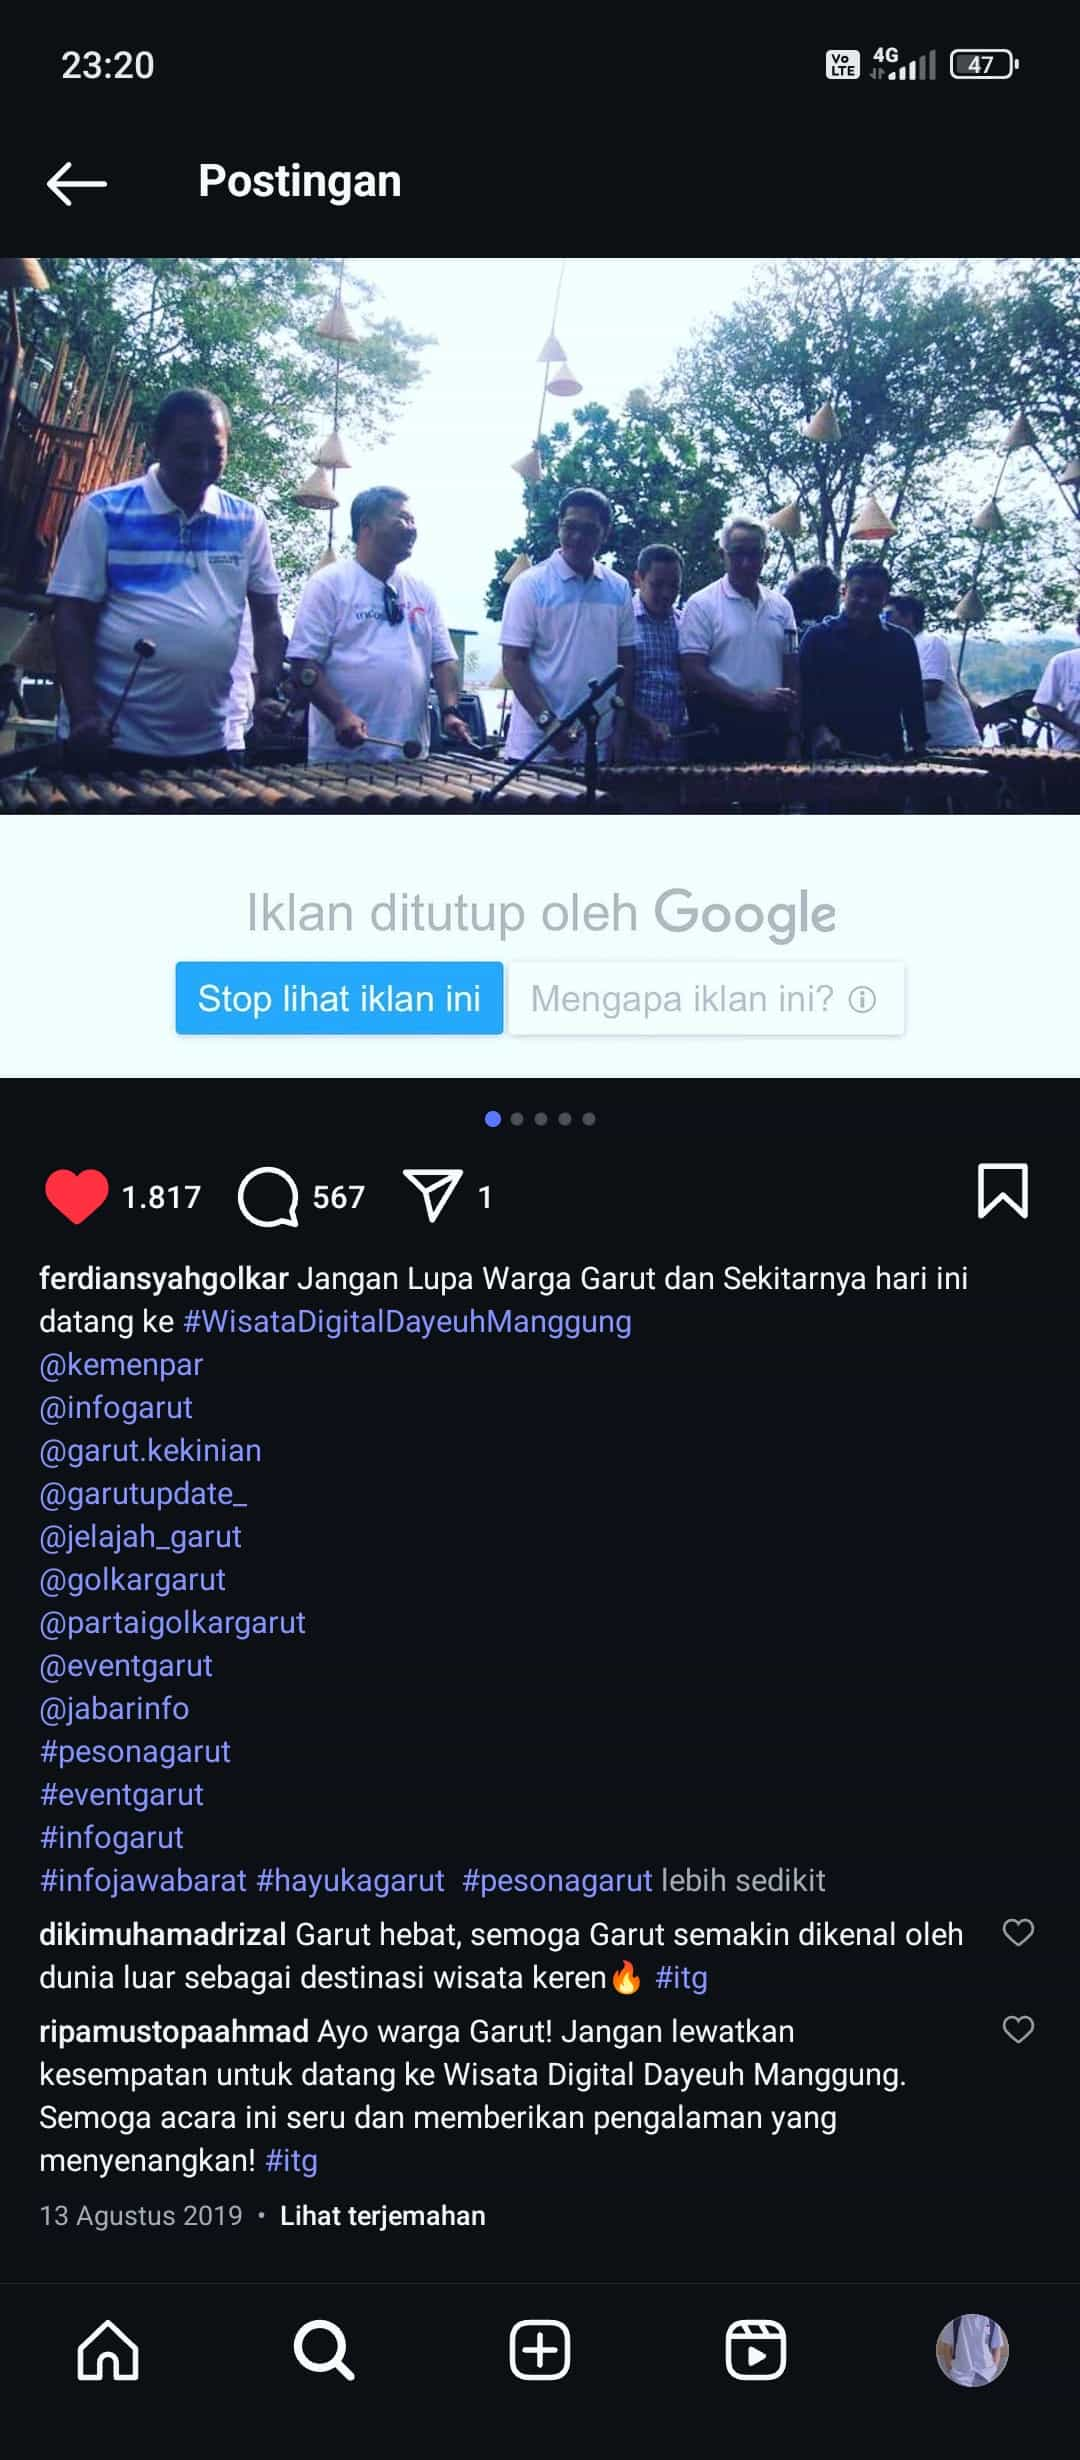 23:20
Vo LTE 4G 47
Postingan
Iklan ditutup oleh Google
Stop lihat iklan ini Mengapa iklan ini?
1.817 567 1
ferdiansyahgolkar Jangan Lupa Warga Garut dan Sekitarnya hari ini
datang ke #WisataDigitalDayeuhManggung
@kemenpar
@infogarut
@garut.kekinian
@garutupdate_
@jelajah_garut
@golkargarut
@partaigolkargarut
@eventgarut
@jabarinfo
#pesonagarut
#eventgarut
#infogarut
#infojawabarat #hayukagarut #pesonagarut lebih sedikit
dikimuhamadrizal Garut hebat, semoga Garut semakin dikenal oleh
dunia luar sebagai destinasi wisata keren🔥 #itg
ripamustopaahmad Ayo warga Garut! Jangan lewatkan
kesempatan untuk datang ke Wisata Digital Dayeuh Manggung.
Semoga acara ini seru dan memberikan pengalaman yang
menyenangkan! #itg
13 Agustus 2019 • Lihat terjemahan